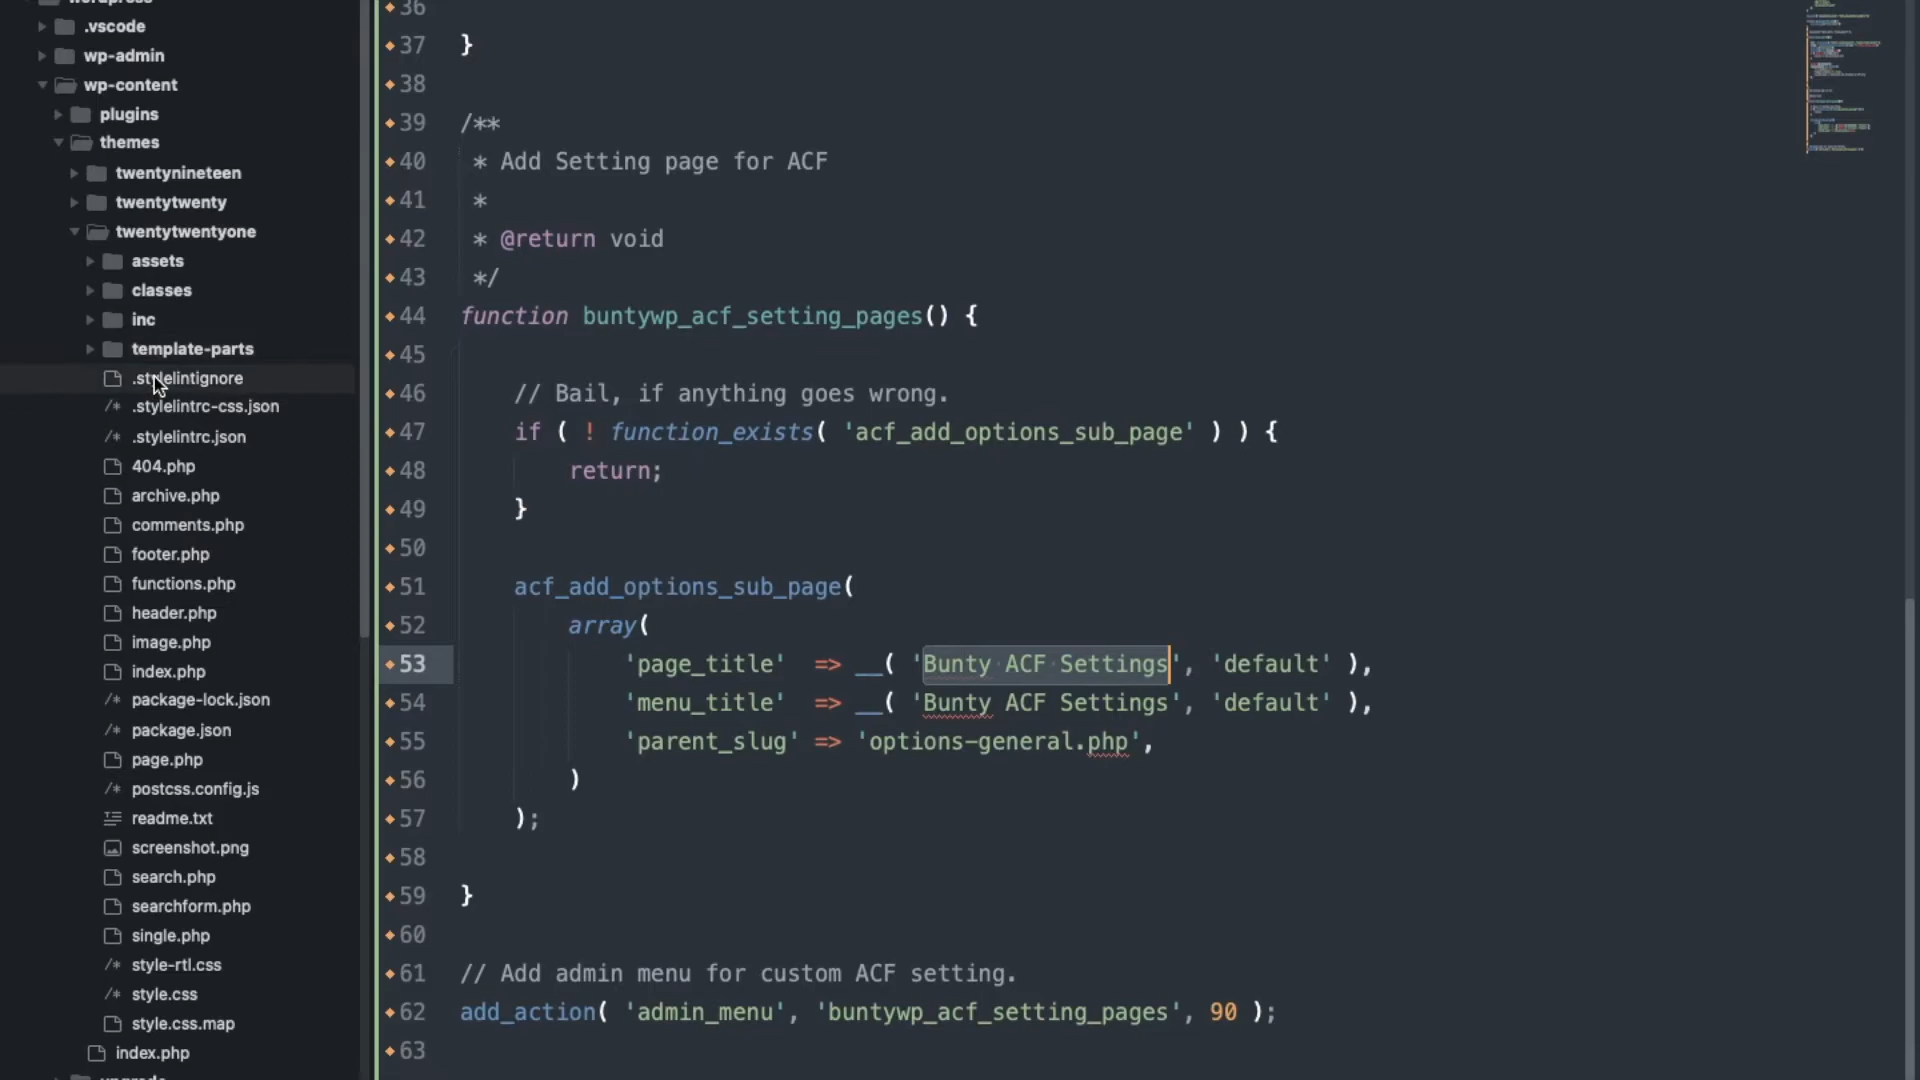 wordpress
.vscode
wp-admin
wp-content
plugins
themes
twentynineteen
twentytwenty
twentytwentyone
assets
classes
inc
template-parts
.stylelintignore
.stylelintrc-css.json
.stylelintrc.json
404.php
archive.php
comments.php
footer.php
functions.php
header.php
image.php
index.php
package-lock.json
package.json
page.php
postcss.config.js
readme.txt
screenshot.png
search.php
searchform.php
single.php
style-rtl.css
style.css
style.css.map
index.php
upgrade
36
37 }
38
39 /**
40 * Add Setting page for ACF
41 *
42 * @return void
43 */
44 function buntywp_acf_setting_pages() {
45
46 // Bail, if anything goes wrong.
47 if ( ! function_exists( 'acf_add_options_sub_page' ) ) {
48 return;
49 }
50
51 acf_add_options_sub_page(
52 array(
53 'page_title' => __( 'Bunty ACF Settings', 'default' ),
54 'menu_title' => __( 'Bunty ACF Settings', 'default' ),
55 'parent_slug' => 'options-general.php',
56 )
57 );
58
59 }
60
61 // Add admin menu for custom ACF setting.
62 add_action( 'admin_menu', 'buntywp_acf_setting_pages', 90 );
63